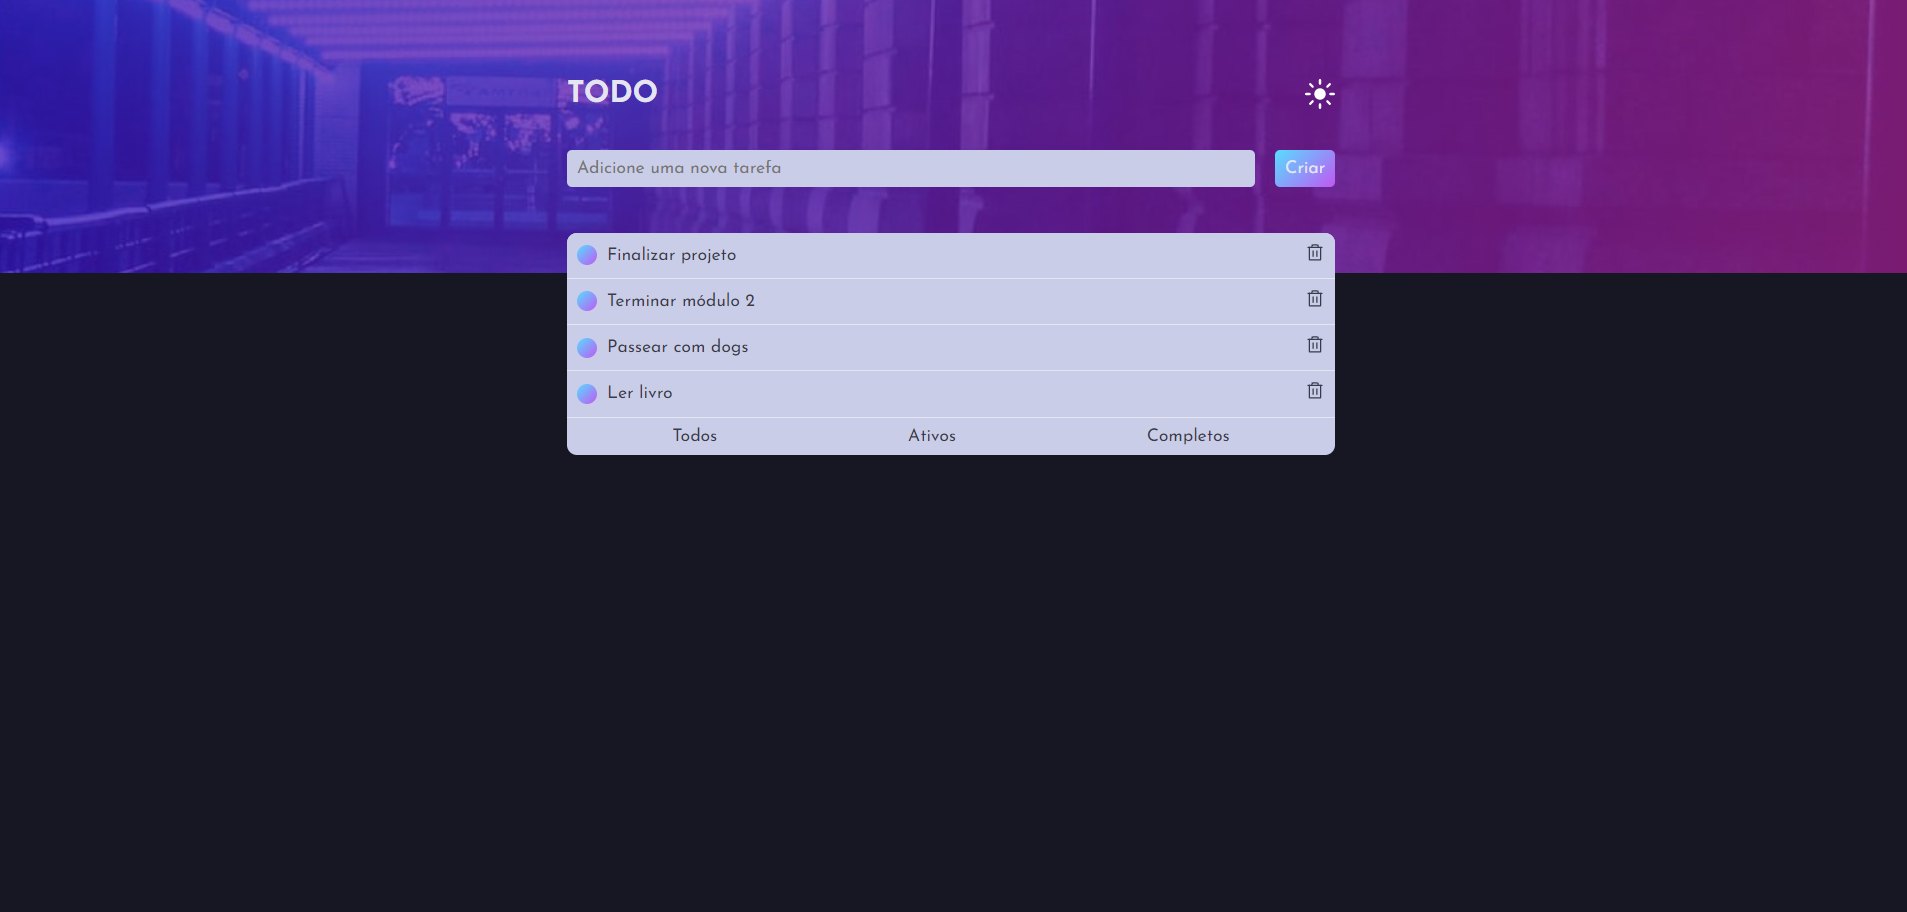 TODO
Adicione uma nova tarefa
Criar
Finalizar projeto
Terminar módulo 2
Passear com dogs
Ler livro
Todos Ativos Completos